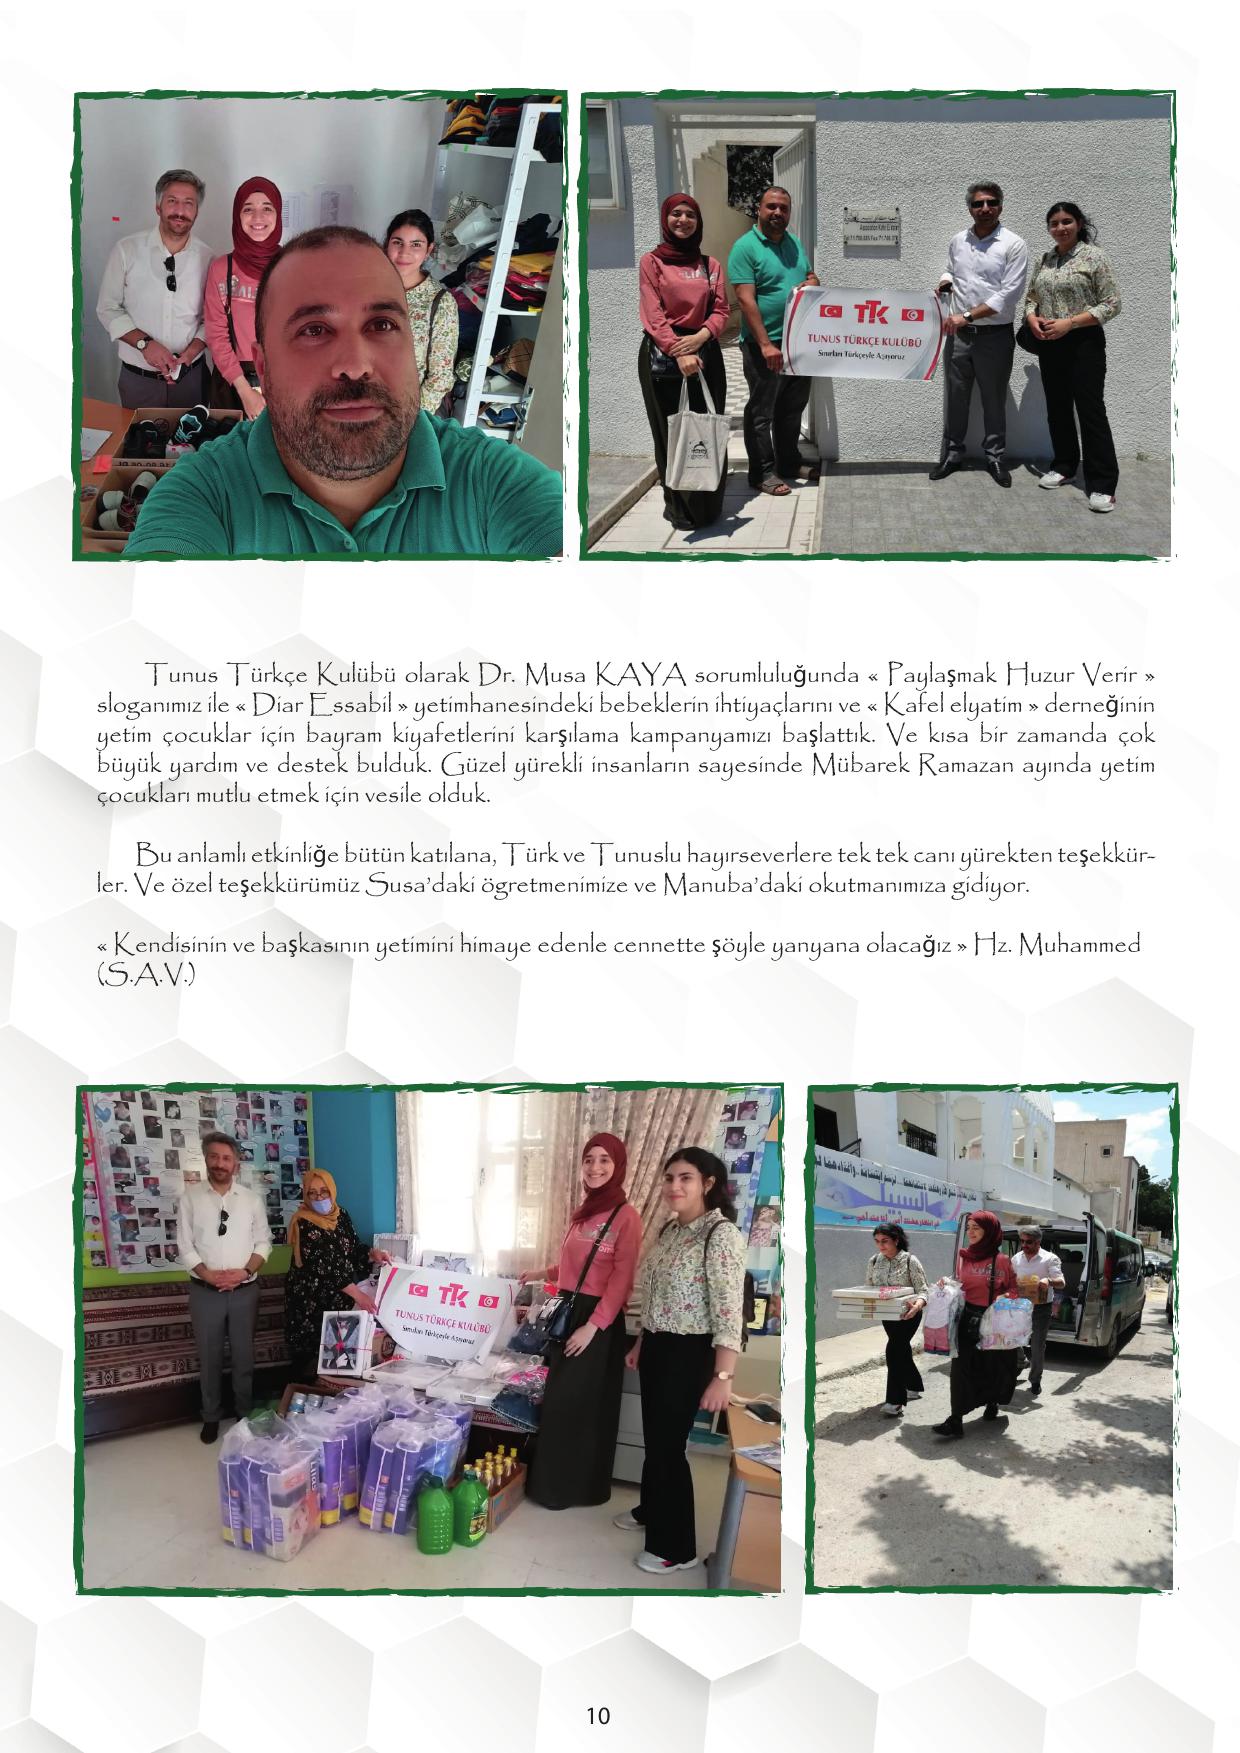 TTK
TUNUS TÜRKÇE KULÜBÜ
Sınırları Türkçeyle Aşıyoruz
Tunus Türkçe Kulübü olarak Dr. Musa KAYA sorumluluğunda « Paylaşmak Huzur Verir »
sloganımız ile « Diar Essabil » yetimhanesindeki bebeklerin ihtiyaçlarını ve « Kafel elyatim » derneğinin
yetim çocuklar için bayram kiyafetlerini karşılama kampanyamızı başlattık. Ve kısa bir zamanda çok
büyük yardım ve destek bulduk. Güzel yürekli insanların sayesinde Mübarek Ramazan ayında yetim
çocukları mutlu etmek için vesile olduk.
Bu anlamlı etkinliğe bütün katılana, Türk ve Tunuslu hayırseverlere tek tek canı yürekten teşekkür-
ler. Ve özel teşekkürümüz Susa'daki ögretmenimize ve Manuba'daki okutmanımıza gidiyor.
« Kendisinin ve başkasının yetimini himaye edenle cennette şöyle yanyana olacağız » Hz. Muhammed
(S.A.V.)
TTK
TUNUS TÜRKÇE KULÜBÜ
Sınırları Türkçeyle Aşıyoruz
السبيل
10